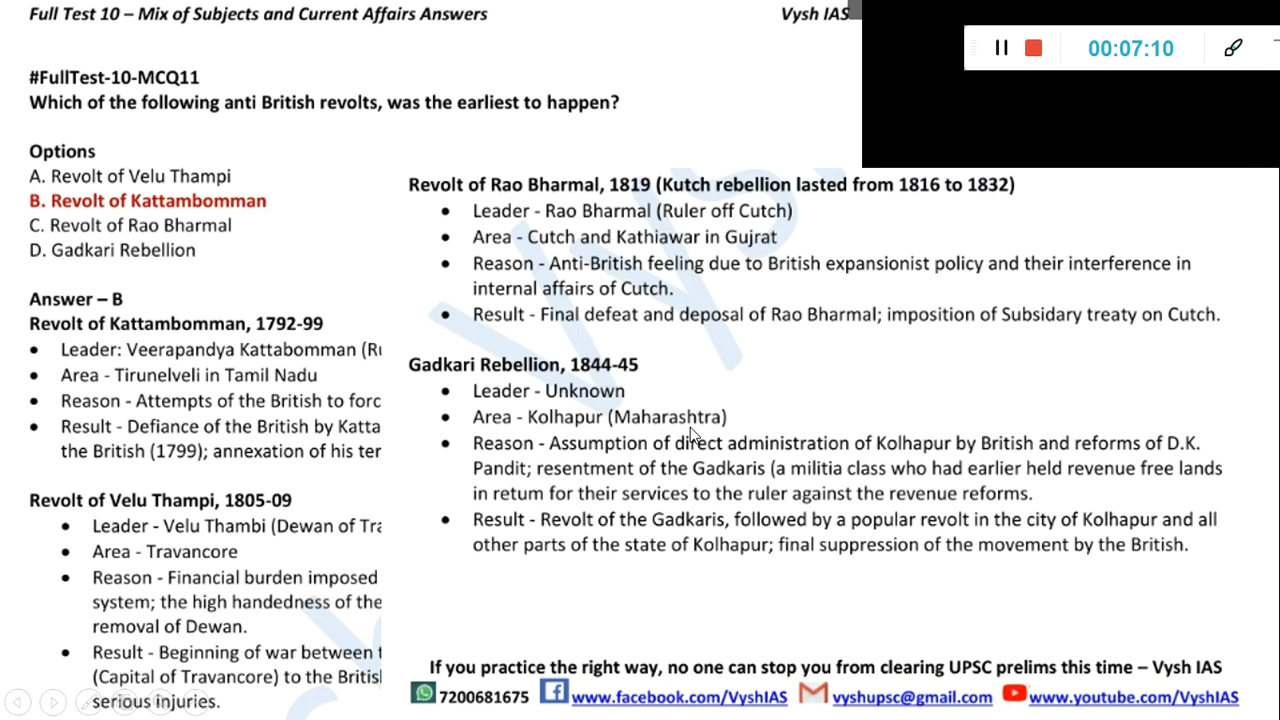 Full Test 10 – Mix of Subjects and Current Affairs Answers
Vysh IAS
00:07:10
#FullTest-10-MCQ11
Which of the following anti British revolts, was the earliest to happen?
Options
A. Revolt of Velu Thampi
B. Revolt of Kattambomman
C. Revolt of Rao Bharmal
D. Gadkari Rebellion
Answer – B
Revolt of Kattambomman, 1792-99
• Leader: Veerapandya Kattabomman
• Area - Tirunelveli in Tamil Nadu
• Reason - Attempts of the British to
• Result - Defiance of the British by
the British (1799); annexation of his
Revolt of Velu Thampi, 1805-09
• Leader - Velu Thambi (Dewan of
• Area - Travancore
• Reason - Financial burden imposed
system; the high handedness of the
removal of Dewan.
• Result - Beginning of war between
(Capital of Travancore) to the
serious injuries.
Revolt of Rao Bharmal, 1819 (Kutch rebellion lasted from 1816 to 1832)
• Leader - Rao Bharmal (Ruler off Cutch)
• Area - Cutch and Kathiawar in Gujrat
• Reason - Anti-British feeling due to British expansionist policy and their interference in
internal affairs of Cutch.
• Result - Final defeat and deposal of Rao Bharmal; imposition of Subsidary treaty on Cutch.
Gadkari Rebellion, 1844-45
• Leader - Unknown
• Area - Kolhapur (Maharashtra)
• Reason - Assumption of direct administration of Kolhapur by British and reforms of D.K.
Pandit; resentment of the Gadkaris (a militia class who had earlier held revenue free lands
in retum for their services to the ruler against the revenue reforms.
• Result - Revolt of the Gadkaris, followed by a popular revolt in the city of Kolhapur and all
other parts of the state of Kolhapur; final suppression of the movement by the British.
If you practice the right way, no one can stop you from clearing UPSC prelims this time – Vysh IAS
7200681675 www.facebook.com/VyshIAS vyshupsc@gmail.com www.youtube.com/VyshIAS